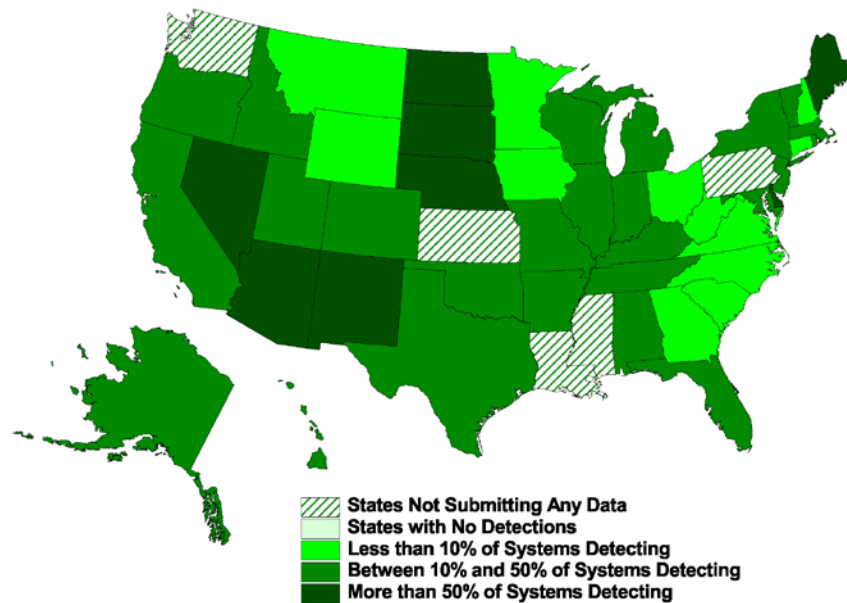 States Not Submitting Any Data
States with No Detections
Less than 10% of Systems Detecting
Between 10% and 50% of Systems Detecting
More than 50% of Systems Detecting